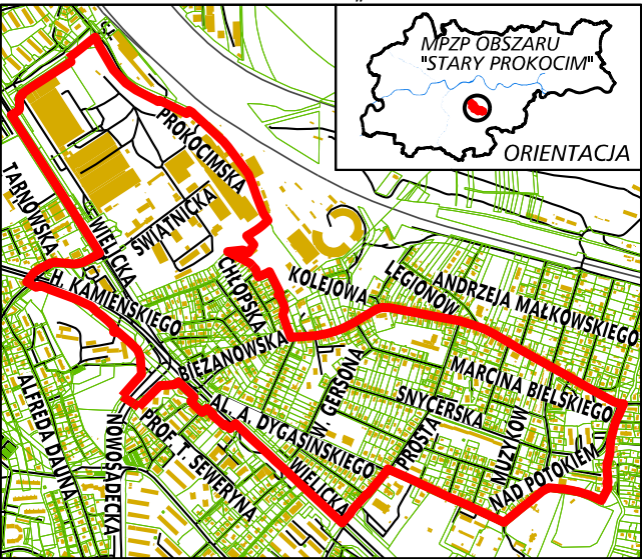 MPZP OBSZARU
"STARY PROKOCIM"
ORIENTACJA
C.J.
PROKOCIMSKA
TARNOWSKA
WIELICKA
ŚWIĄTNICKA
H. KAMIEŃSKIEGO
CHŁOPSKA
KOLEJOWA
LEGIONÓW
ANDRZEJA MAŁKOWSKIEGO
BIEŻANOWSKA
MARCINA BIELSKIEGO
W. GERSONA
SNYCERSKA
ALFREDA DAUNA
NOWOSĄDECKA
PROF. T. SEWERYNA
AL. A. DYGASIŃSKIEGO
WIELICKA
PROSTA
MUZYKÓW
NAD POTOKIEM